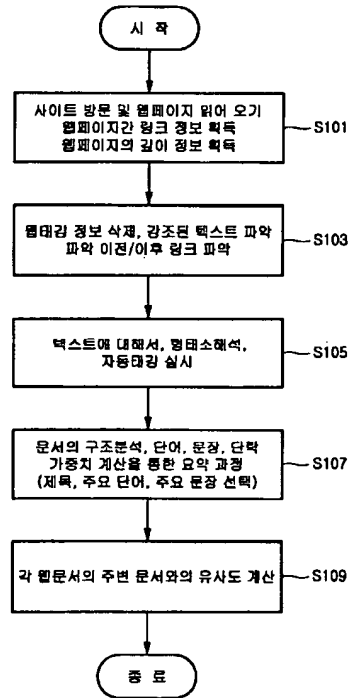 시 작
사이트 방문 및 웹페이지 읽어 오기
웹페이지간 링크 정보 획득
웹페이지의 깊이 정보 획득
S101
웹태깅 정보 삭제, 강조된 텍스트 파악
파악 이전/이후 링크 파악
S103
텍스트에 대해서, 형태소해석,
자동태깅 실시
S105
문서의 구조분석, 단어, 문장, 단락
가중치 계산을 통한 요약 과정
(제목, 주요 단어, 주요 문장 선택)
S107
각 웹문서의 주변 문서와의 유사도 계산
S109
종 료